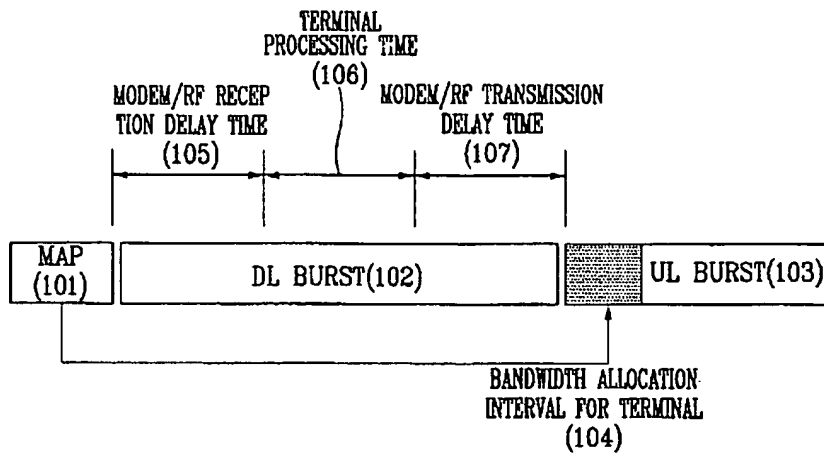 TERMINAL
PROCESSING TIME
(106)
MODEM/RF RECEP
TION DELAY TIME
(105)
MODEM/RF TRANSMISSION
DELAY TIME
(107)
MAP
(101)
DL BURST(102)
UL BURST(103)
BANDWIDTH ALLOCATION
INTERVAL FOR TERMINAL
(104)